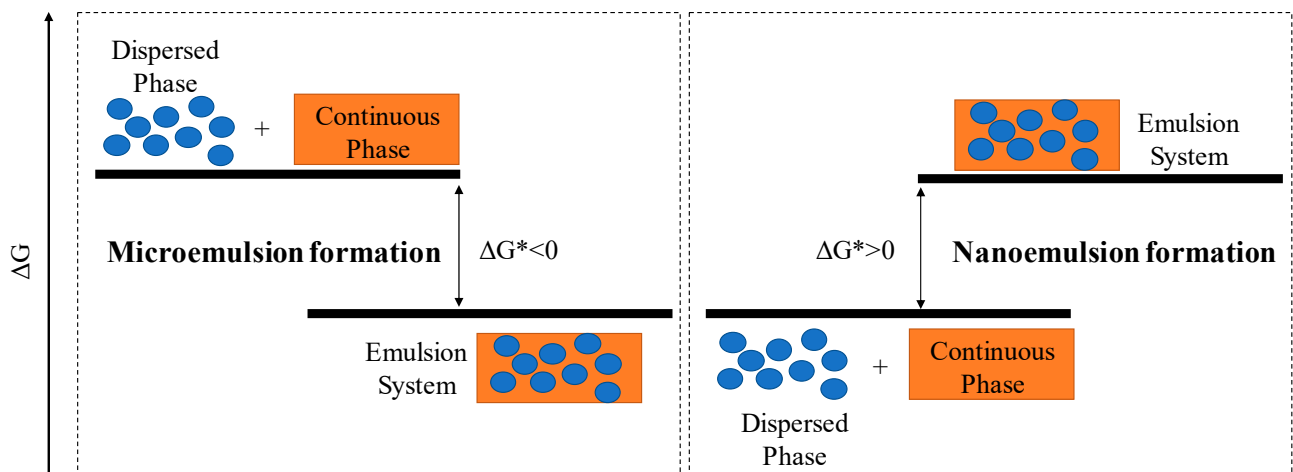 ΔG
Dispersed
Phase
+
Continuous
Phase
Microemulsion formation
ΔG*<0
Emulsion
System
Emulsion
System
ΔG*>0
Nanoemulsion formation
+
Continuous
Phase
Dispersed
Phase